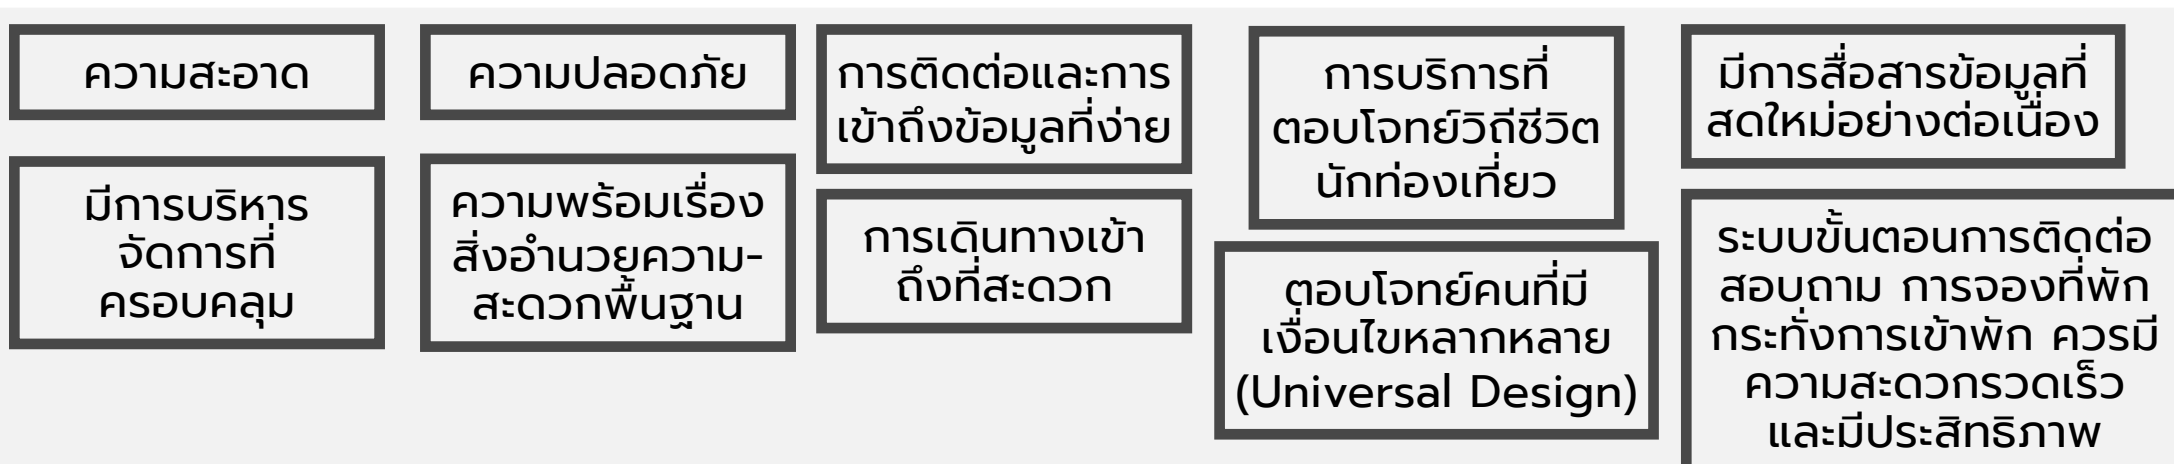 ความสะอาด
ความปลอดภัย
การติดต่อและการ
เข้าถึงข้อมูลที่ง่าย
การบริการที่
ตอบโจทย์วิถีชีวิต
นักท่องเที่ยว
มีการสื่อสารข้อมูลที่
สดใหม่อย่างต่อเนื่อง
มีการบริหาร
จัดการที่
ครอบคลุม
ความพร้อมเรื่อง
สิ่งอำนวยความ-
สะดวกพื้นฐาน
การเดินทางเข้า
ถึงที่สะดวก
ตอบโจทย์คนที่มี
เงื่อนไขหลากหลาย
(Universal Design)
ระบบขั้นตอนการติดต่อ
สอบถาม การจองที่พัก
กระทั่งการเข้าพัก ควรมี
ความสะดวกรวดเร็ว
และมีประสิทธิภาพ